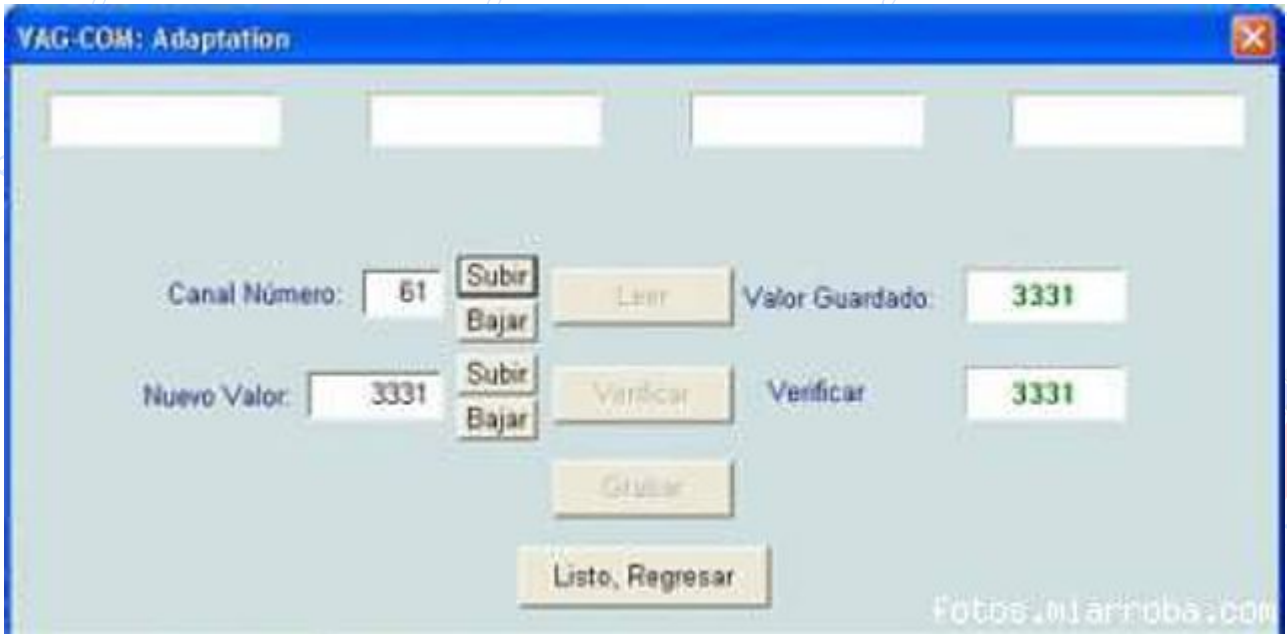 VAG-COM: Adaptation
Canal Número: 61 Subir Leer Valor Guardado: 3331
Bajar
Nuevo Valor: 3331 Subir Verificar Verificar 3331
Bajar
Grabar
Listo, Regresar
fotos.miarroba.com